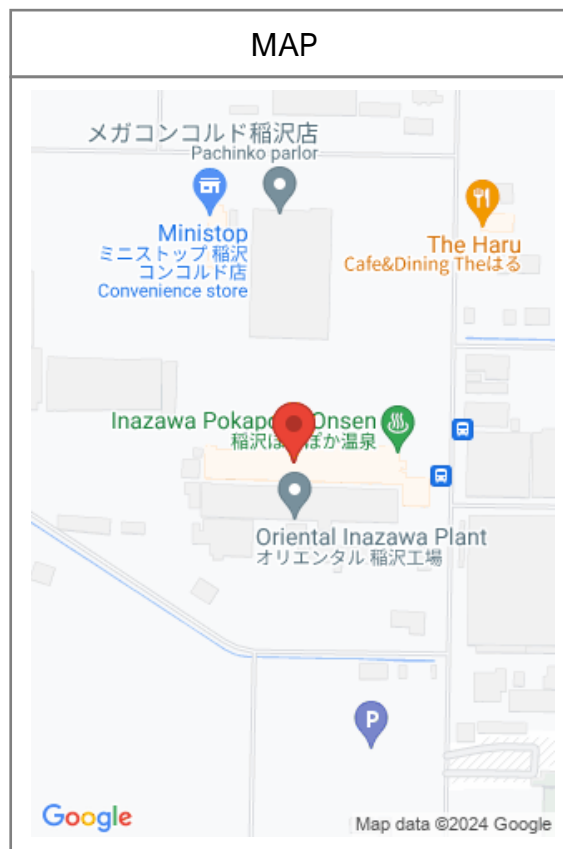 MAP
メガコンコルド稲沢店
Pachinko parlor
Ministop
ミニストップ 稲沢
コンコルド店
Convenience store
The Haru
Cafe&Dining Theはる
Inazawa Onsen
稲沢ぽか温泉
Oriental Inazawa Plant
オリエンタル 稲沢工場
P
Google
Map data ©2024 Google